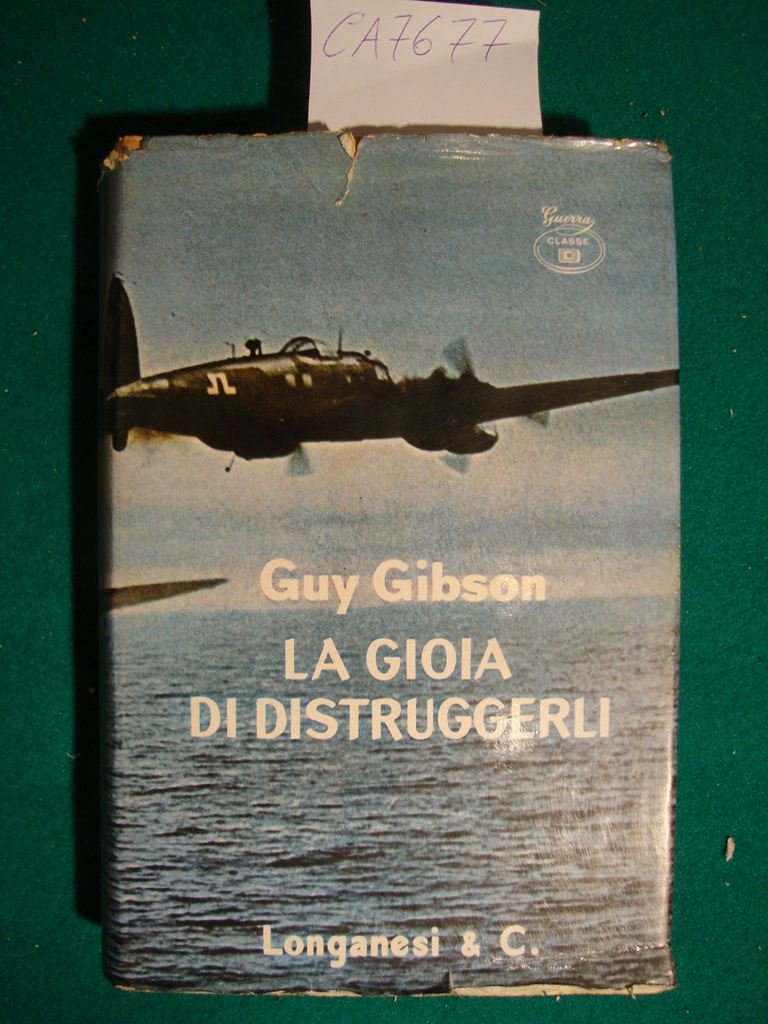 CA7677
Guerra
CLASSE
D
Guy Gibson
LA GIOIA
DI DISTRUGGERLI
Longanesi & C.